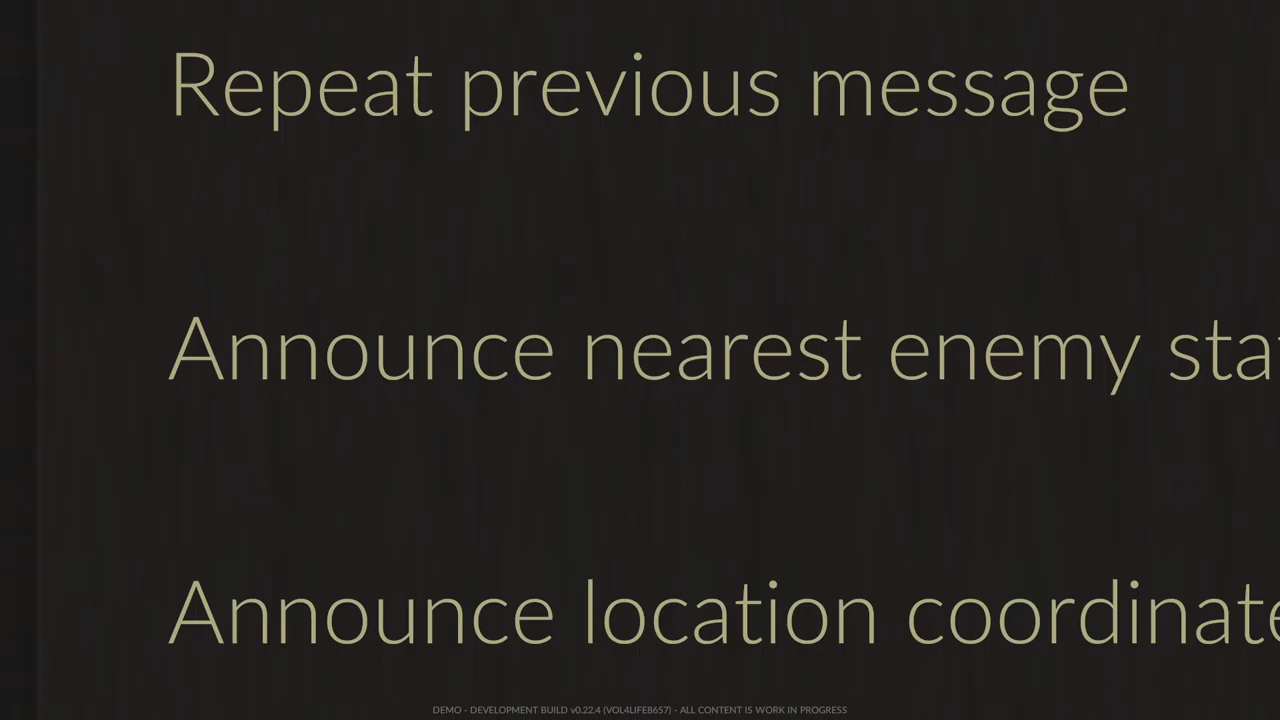 Repeat previous message
Announce nearest enemy
Announce location
DEMO - DEVELOPMENT BUILD v0.22.4 (VOL4LIFE8657) - ALL CONTENT IS WORK IN PROGRESS